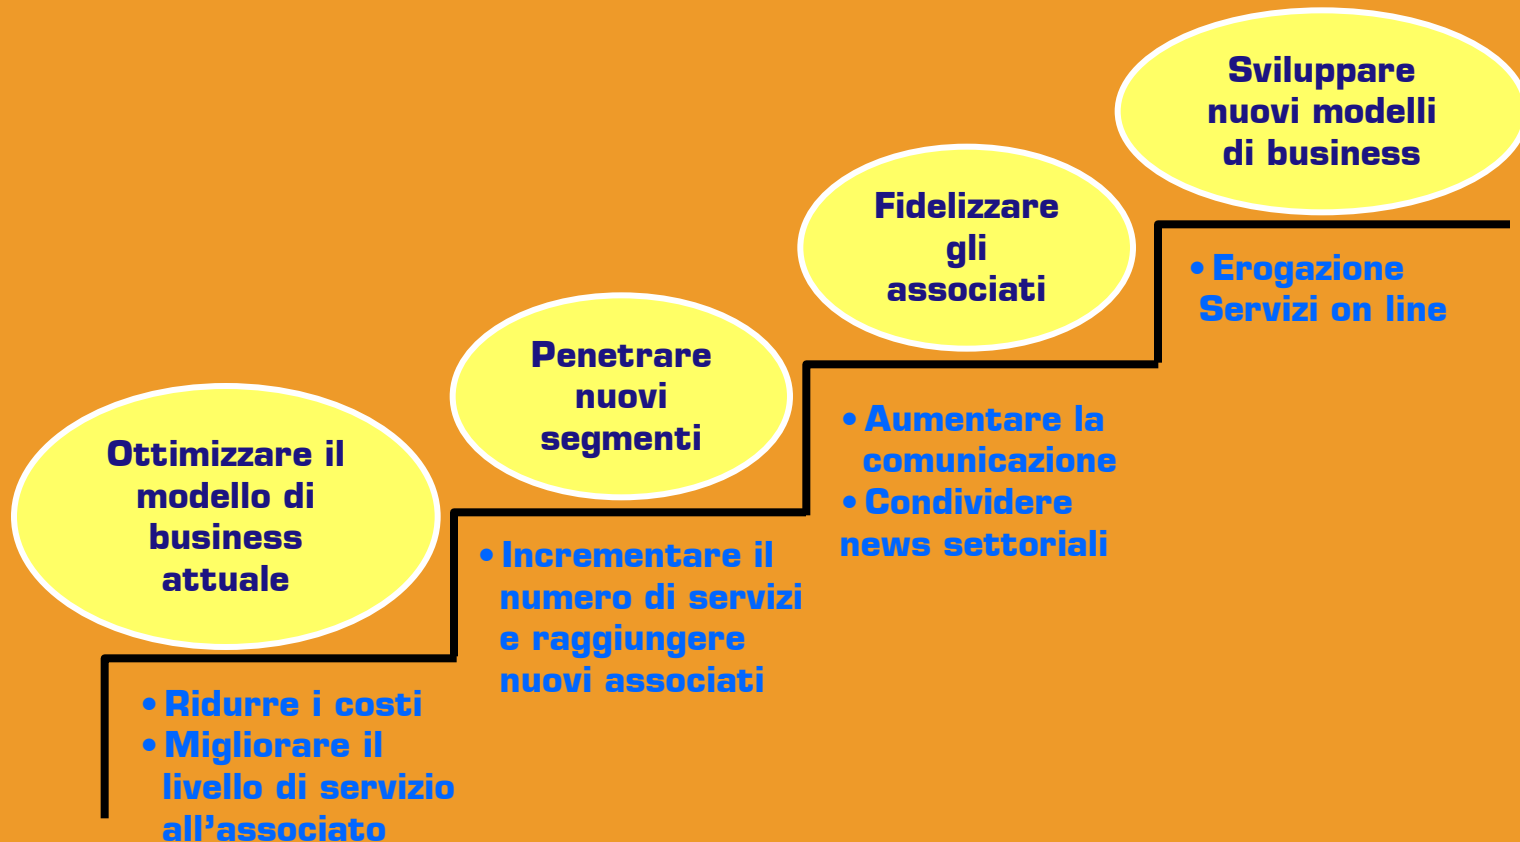 Ottimizzare il
modello di
business
attuale
• Ridurre i costi
• Migliorare il
livello di servizio
all’associato
Penetrare
nuovi
segmenti
• Incrementare il
numero di servizi
e raggiungere
nuovi associati
Fidelizzare
gli
associati
• Aumentare la
comunicazione
• Condividere
news settoriali
Sviluppare
nuovi modelli
di business
• Erogazione
Servizi on line